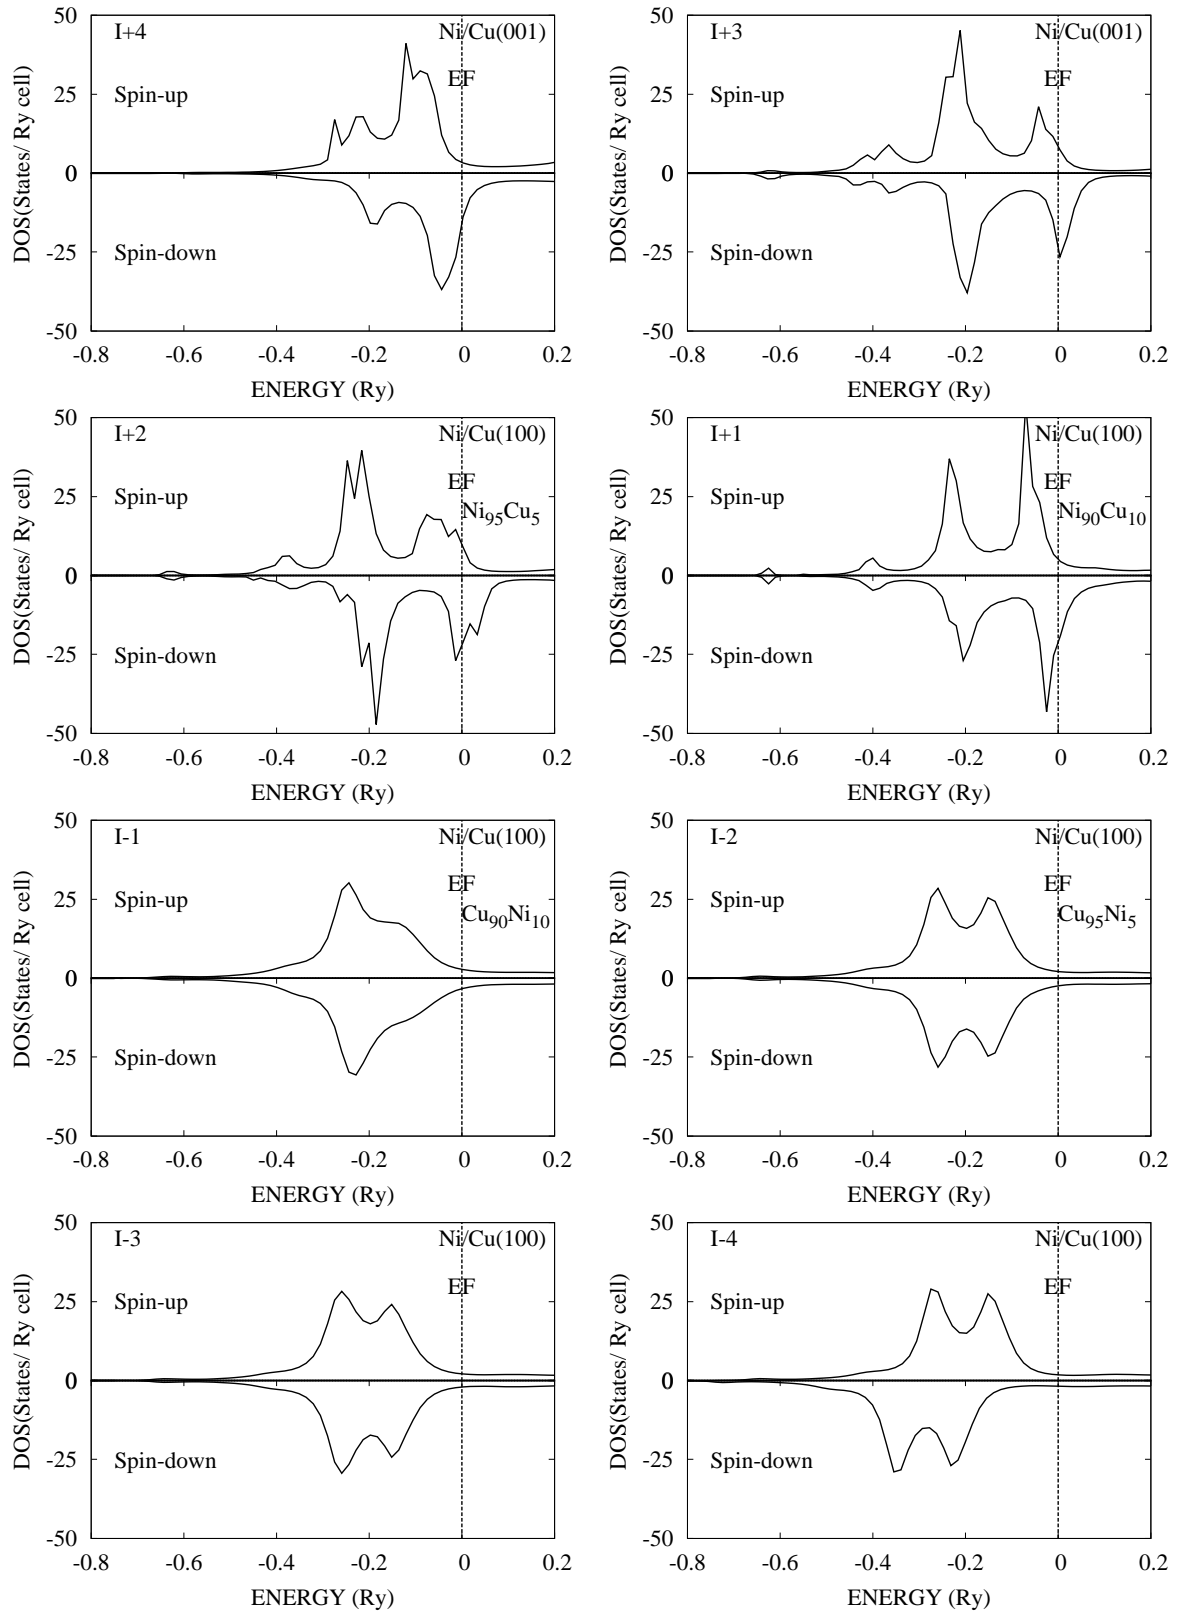 I+4 Ni/Cu(001)
EF
Spin-up
Spin-down
DOS(States/ Ry cell)
50
25
0
-25
-50
-0.8 -0.6 -0.4 -0.2 0 0.2
ENERGY (Ry)
I+3 Ni/Cu(001)
EF
Spin-up
Spin-down
DOS(States/ Ry cell)
50
25
0
-25
-50
-0.8 -0.6 -0.4 -0.2 0 0.2
ENERGY (Ry)
I+2 Ni/Cu(100)
EF
Spin-up
Ni95Cu5
Spin-down
DOS(States/ Ry cell)
50
25
0
-25
-50
-0.8 -0.6 -0.4 -0.2 0 0.2
ENERGY (Ry)
I+1 Ni/Cu(100)
EF
Spin-up
Ni90Cu10
Spin-down
DOS(States/ Ry cell)
50
25
0
-25
-50
-0.8 -0.6 -0.4 -0.2 0 0.2
ENERGY (Ry)
I-1 Ni/Cu(100)
EF
Spin-up
Cu90Ni10
Spin-down
DOS(States/ Ry cell)
50
25
0
-25
-50
-0.8 -0.6 -0.4 -0.2 0 0.2
ENERGY (Ry)
I-2 Ni/Cu(100)
EF
Spin-up
Cu95Ni5
Spin-down
DOS(States/ Ry cell)
50
25
0
-25
-50
-0.8 -0.6 -0.4 -0.2 0 0.2
ENERGY (Ry)
I-3 Ni/Cu(100)
EF
Spin-up
Spin-down
DOS(States/ Ry cell)
50
25
0
-25
-50
-0.8 -0.6 -0.4 -0.2 0 0.2
ENERGY (Ry)
I-4 Ni/Cu(100)
EF
Spin-up
Spin-down
DOS(States/ Ry cell)
50
25
0
-25
-50
-0.8 -0.6 -0.4 -0.2 0 0.2
ENERGY (Ry)